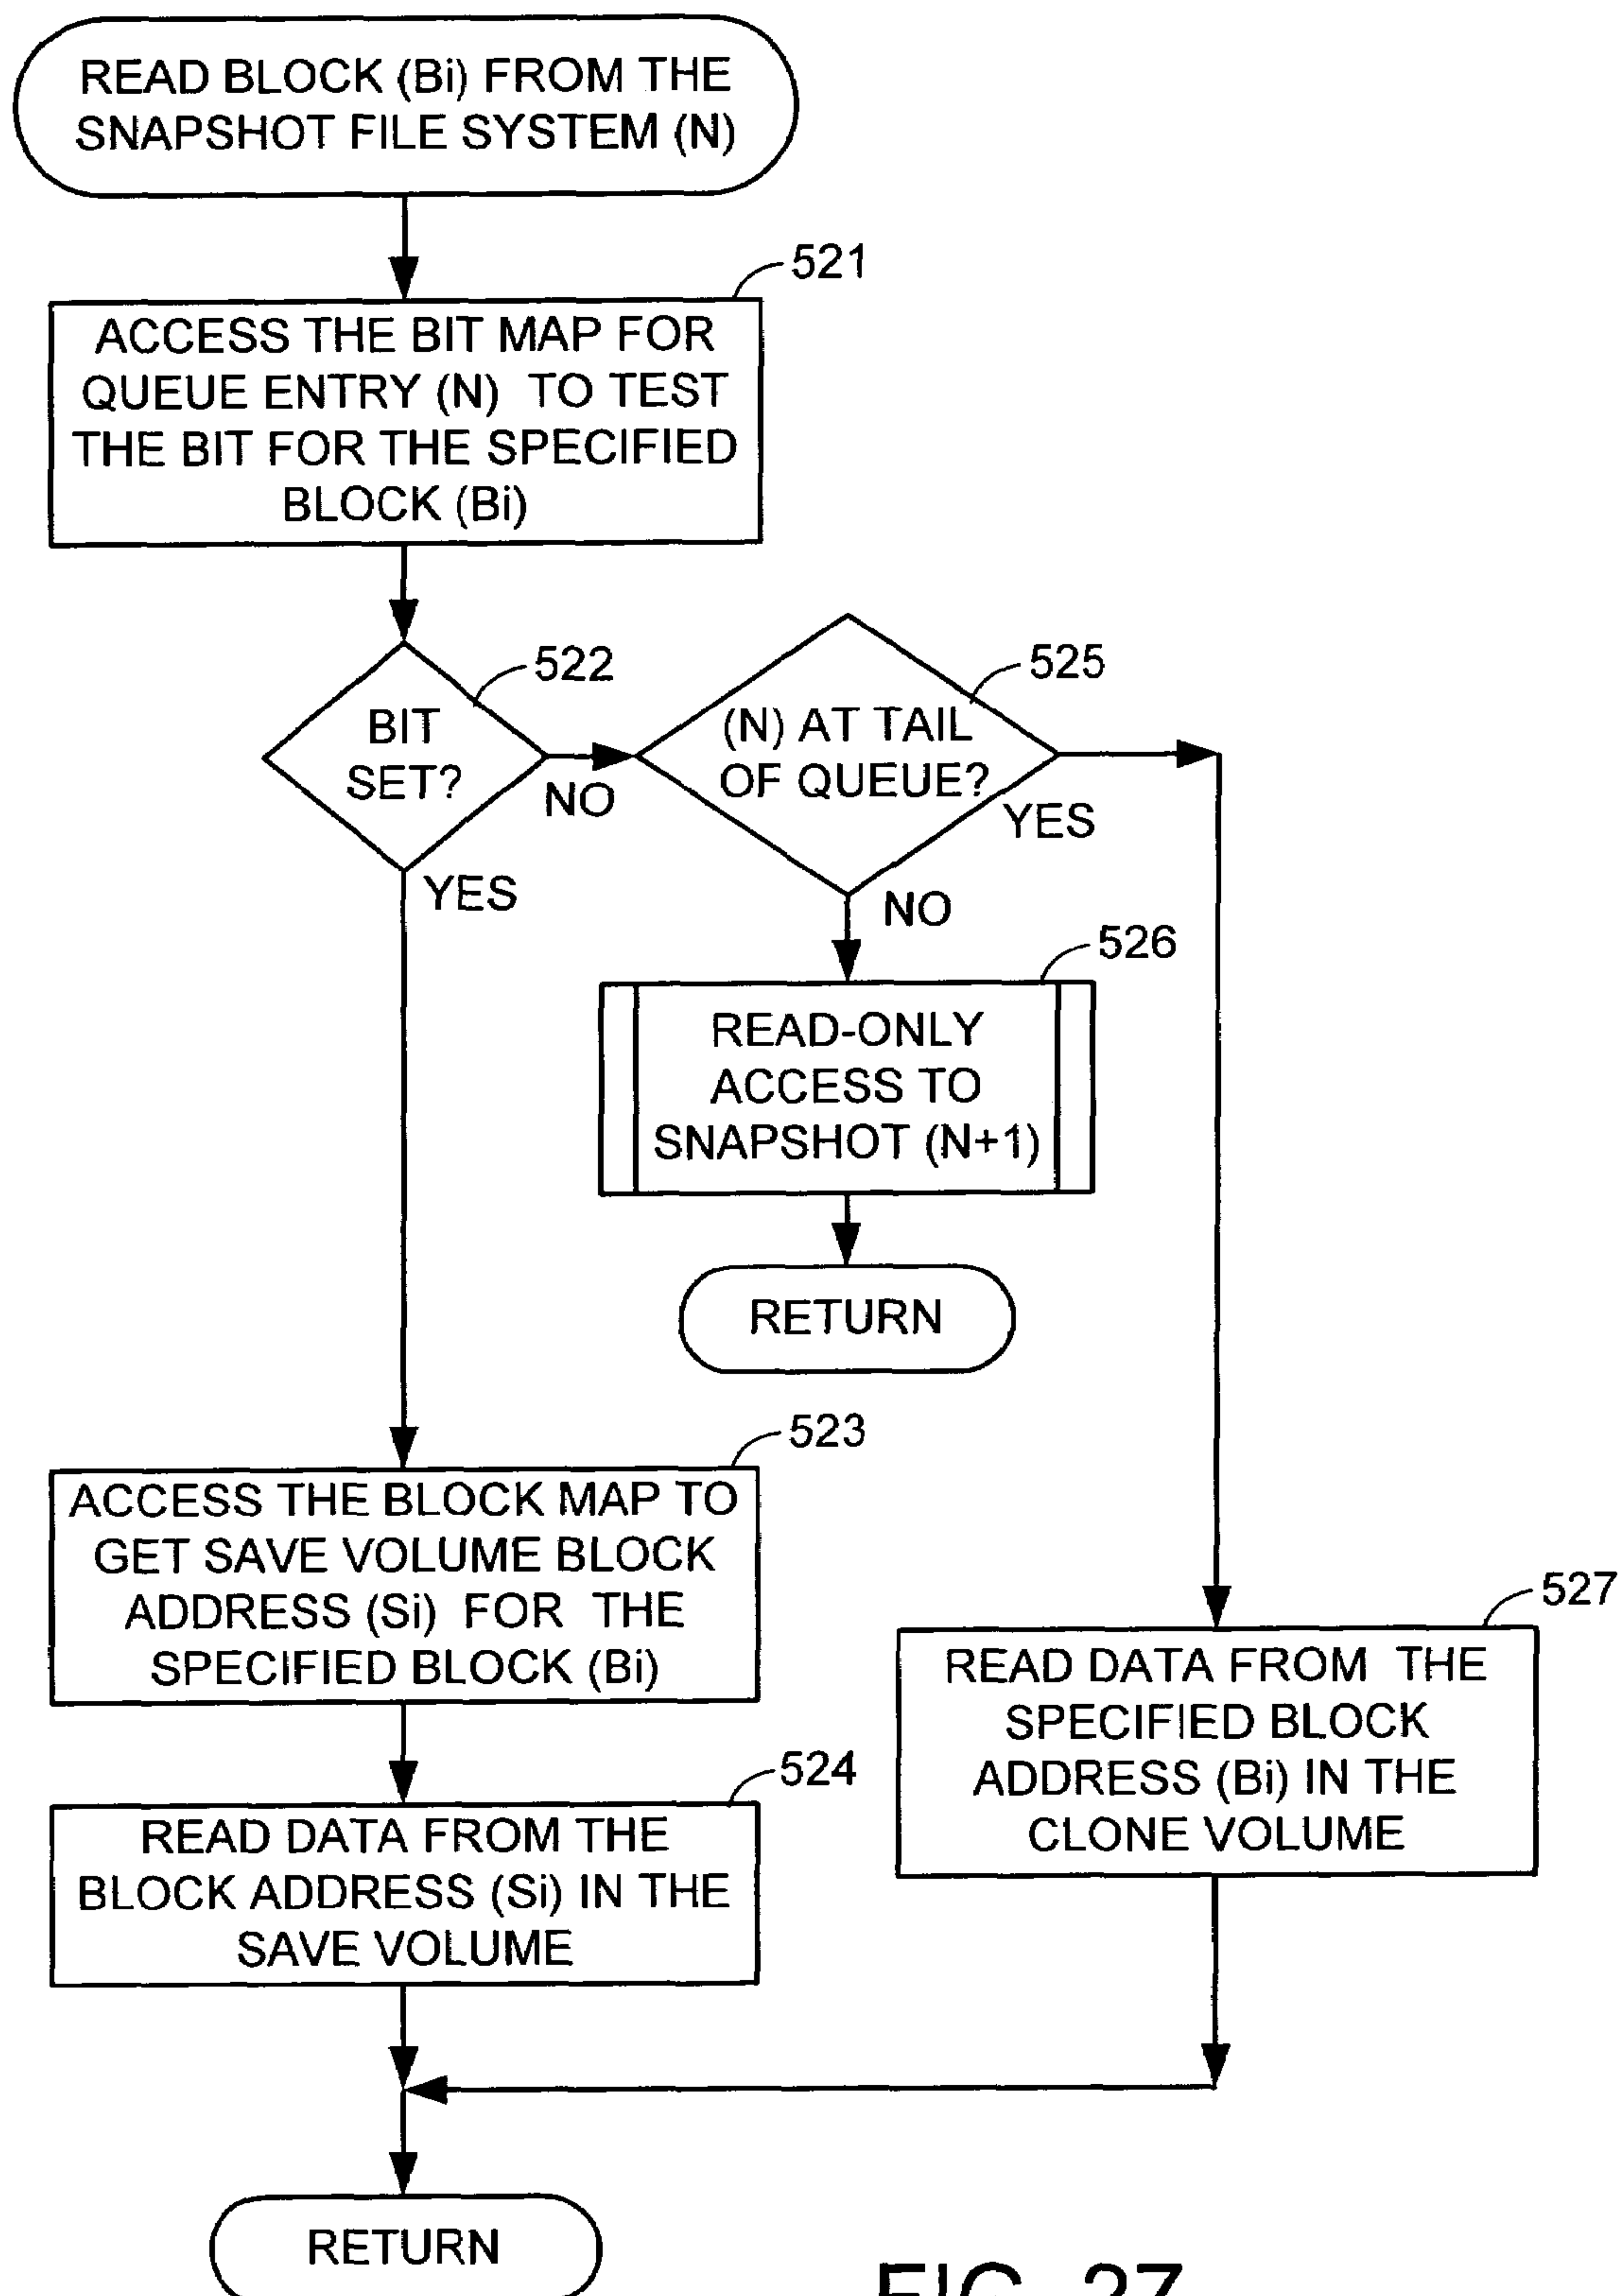 READ BLOCK (Bi) FROM THE
SNAPSHOT FILE SYSTEM (N)
521
ACCESS THE BIT MAP FOR
QUEUE ENTRY (N) TO TEST
THE BIT FOR THE SPECIFIED
BLOCK (Bi)
522
BIT
SET?
NO
YES
525
(N) AT TAIL
OF QUEUE?
YES
NO
526
READ-ONLY
ACCESS TO
SNAPSHOT (N+1)
RETURN
523
ACCESS THE BLOCK MAP TO
GET SAVE VOLUME BLOCK
ADDRESS (Si) FOR THE
SPECIFIED BLOCK (Bi)
524
READ DATA FROM THE
BLOCK ADDRESS (Si) IN THE
SAVE VOLUME
527
READ DATA FROM THE
SPECIFIED BLOCK
ADDRESS (Bi) IN THE
CLONE VOLUME
RETURN
FIG. 27